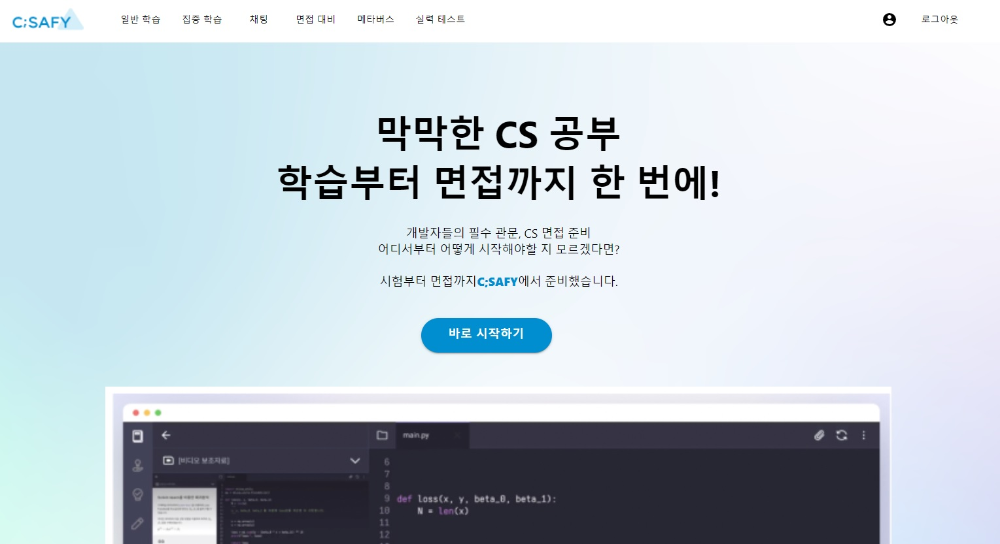 C;SAFY
일반 학습
집중 학습
채팅
면접 대비
메타버스
실력 테스트
로그아웃
막막한 CS 공부
학습부터 면접까지 한 번에!
개발자들의 필수 관문, CS 면접 준비
어디서부터 어떻게 시작해야할 지 모르겠다면?
시험부터 면접까지C;SAFY에서 준비했습니다.
바로 시작하기
main.py
[비디오 보조자료]
6
7
8
9 def loss(x, y, beta_0, beta_1):
10 N = len(x)
11
12